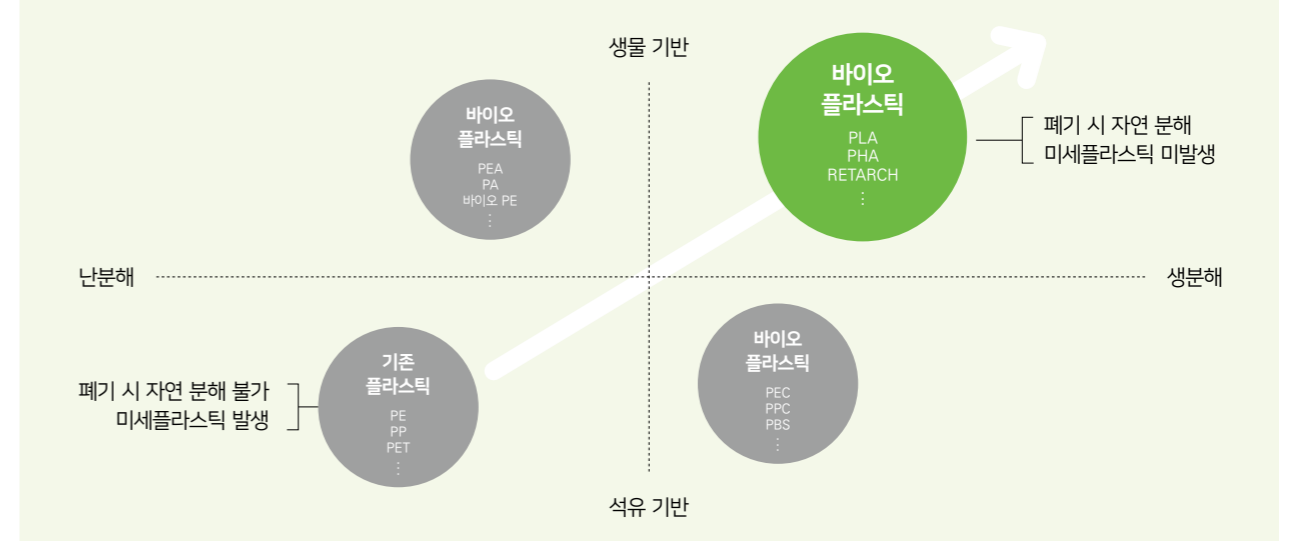 생물 기반
바이오
플라스틱
PLA
PHA
RETARCH
⋮
폐기 시 자연 분해
미세플라스틱 미발생
바이오
플라스틱
PEA
PA
바이오 PE
⋮
난분해
생분해
기존
플라스틱
PE
PP
PET
⋮
폐기 시 자연 분해 불가
미세플라스틱 발생
바이오
플라스틱
PEC
PPC
PBS
⋮
석유 기반